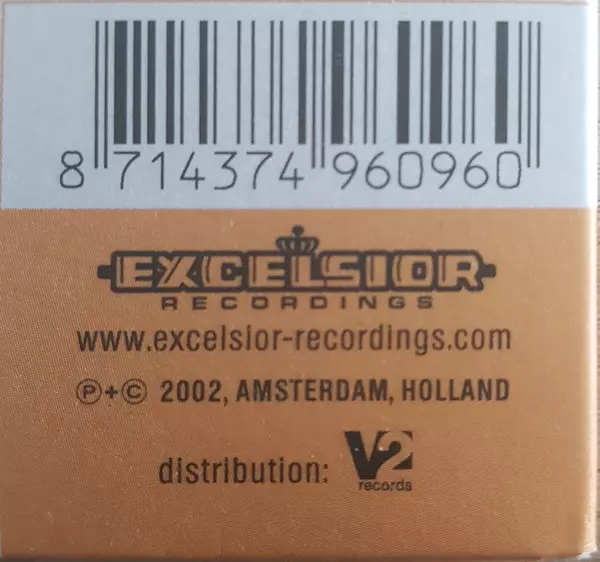 8 714374 960960
EXCELSIOR
RECORDINGS
www.excelsior-recordings.com
Ⓟ+© 2002, AMSTERDAM, HOLLAND
distribution: V2
records